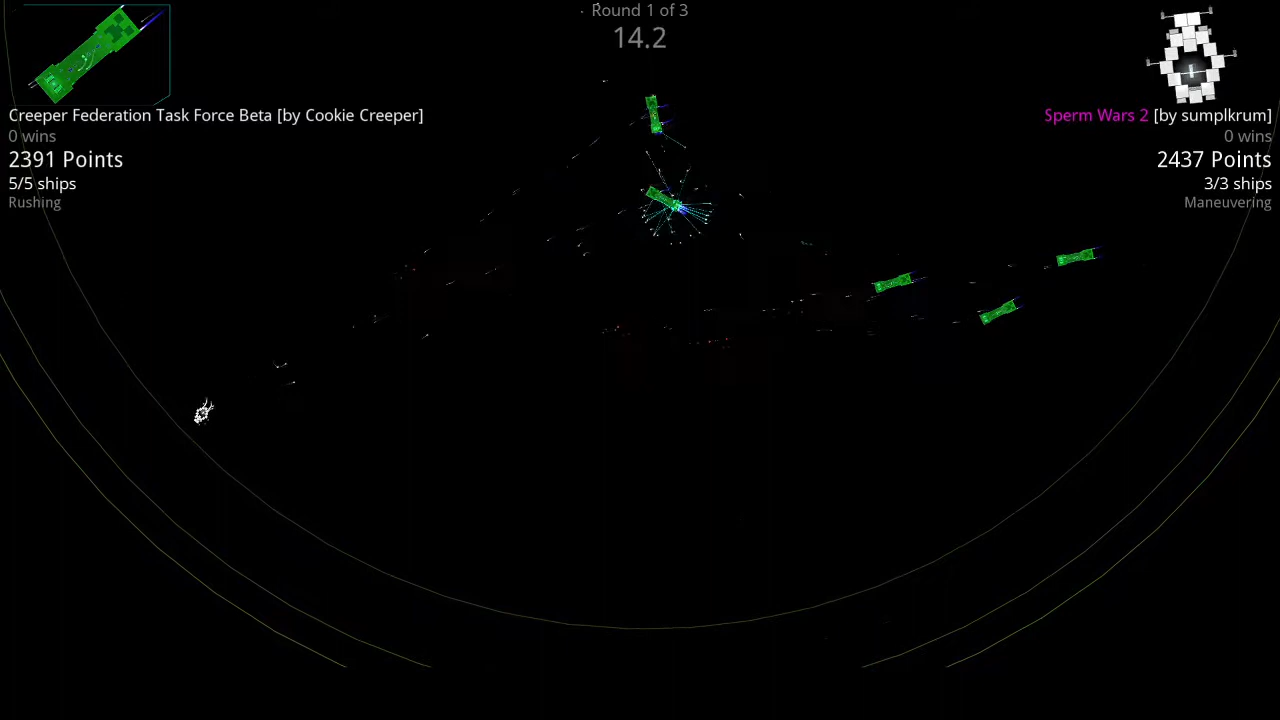 Round 1 of 3
14.2
Creeper Federation Task Force Beta [by Cookie Creeper]
0 wins
2391 Points
5/5 ships
Rushing
Sperm Wars 2 [by sumplkrum]
0 wins
2437 Points
3/3 ships
Maneuvering